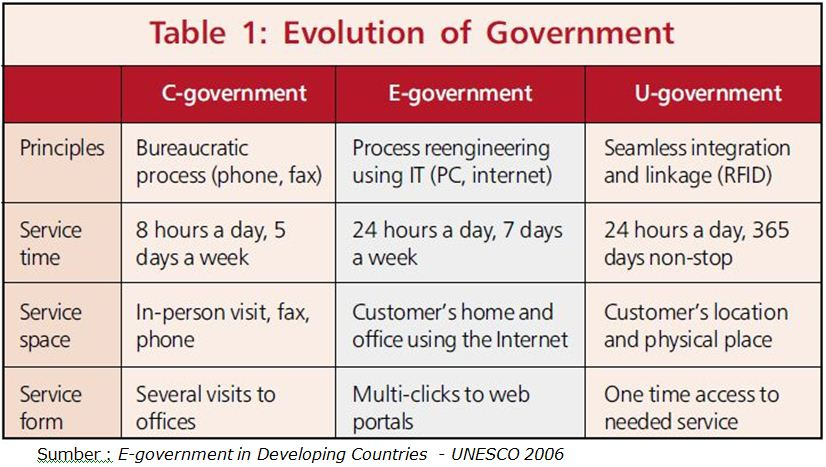 Table 1: Evolution of Government
C-government E-government U-government
Principles
Bureaucratic
process (phone, fax)
Process reengineering
using IT (PC, internet)
Seamless integration
and linkage (RFID)
Service
time
8 hours a day, 5
days a week
24 hours a day, 7 days
a week
24 hours a day, 365
days non-stop
Service
space
In-person visit, fax,
phone
Customer's home and
office using the Internet
Customer's location
and physical place
Service
form
Several visits to
offices
Multi-clicks to web
portals
One time access to
needed service
Sumber : E-government in Developing Countries - UNESCO 2006